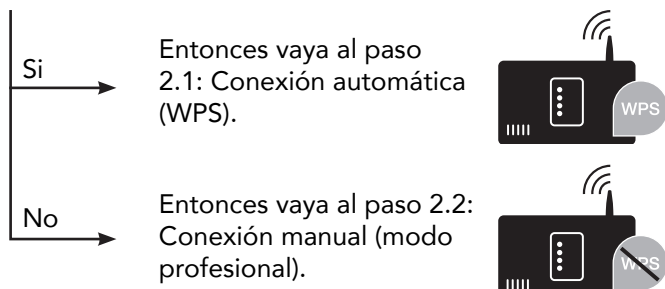 Si
Entonces vaya al paso
2.1: Conexión automática
(WPS).
WPS
No
Entonces vaya al paso 2.2:
Conexión manual (modo
profesional).
WPS